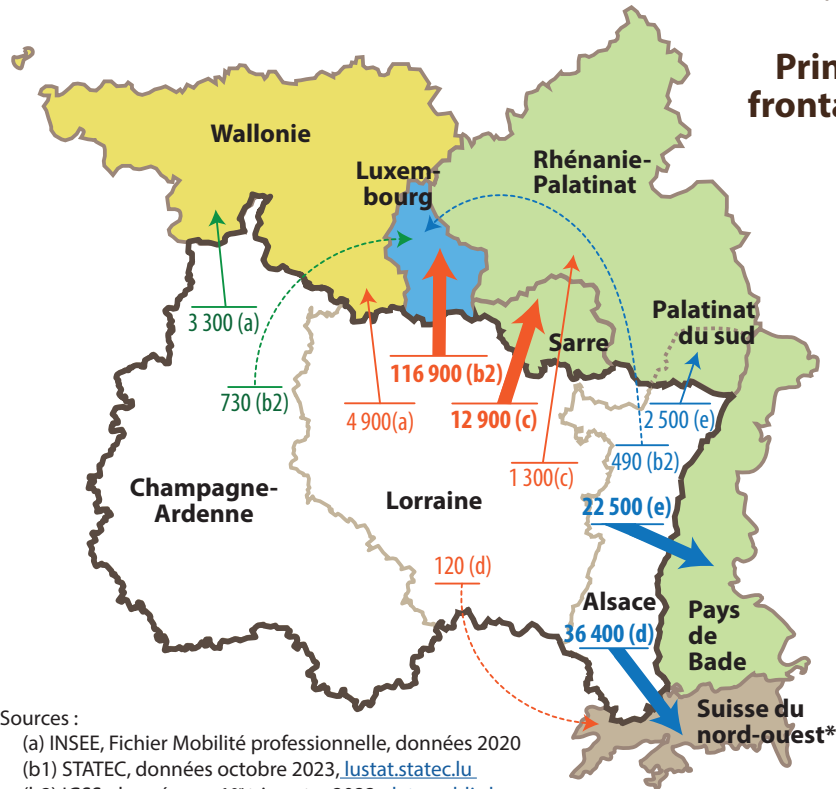 Prin
fronta
Wallonie
Luxem-
bourg
Rhénanie-
Palatinat
3 300 (a)
Palatinat
du sud
Sarre
116 900 (b2)
730 (b2)
4 900(a)
12 900 (c)
2 500 (e)
490 (b2)
1 300(c)
Champagne-
Ardenne
Lorraine
22 500 (e)
120 (d)
Alsace
36 400 (d)
Pays
de
Bade
Suisse du
nord-ouest*
Sources :
(a) INSEE, Fichier Mobilité professionnelle, données 2020
(b1) STATEC, données octobre 2023, lustat.statec.lu